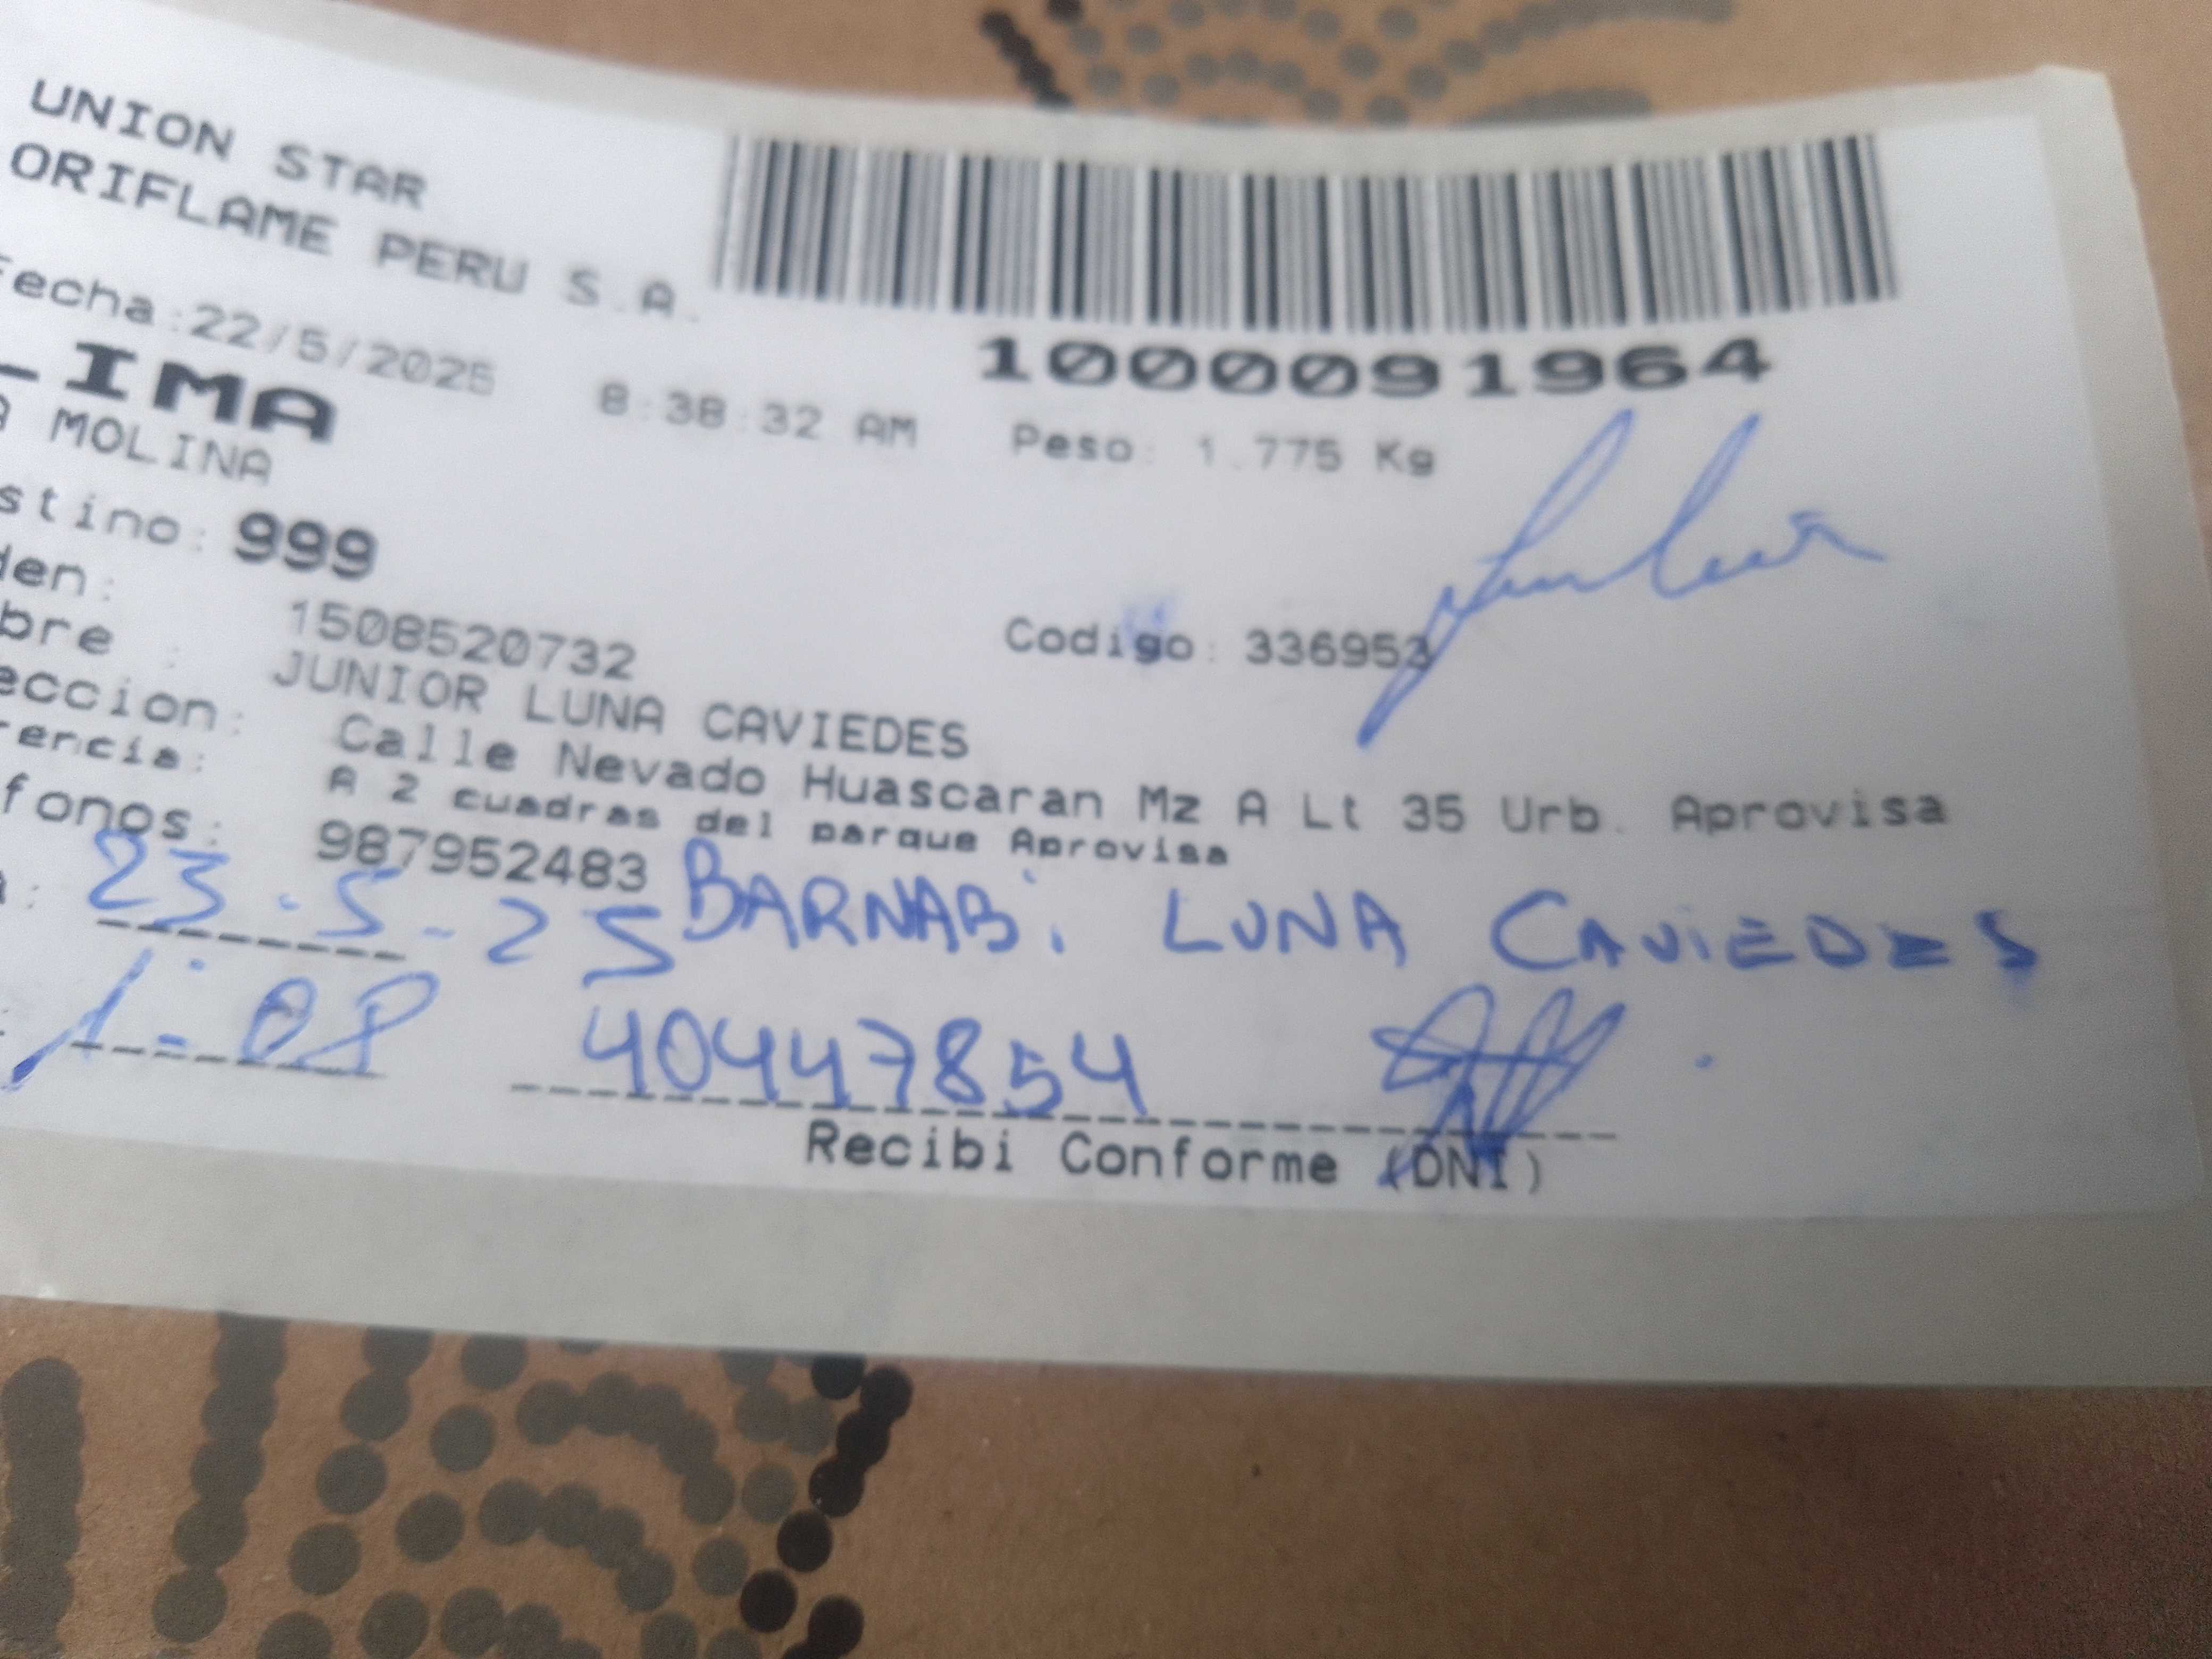 UNION STAR
ORIFLAME PERU S.A.
1000091964
Fecha:22/5/2025 8:38:32 AM Peso: 1.775 Kg
LIMA
MOLINA
stino: 999
den: 1508520732 Codigo: 336953
bre : JUNIOR LUNA CAVIEDES
eccion: Calle Nevado Huascaran Mz A Lt 35 Urb. Aprovisa
rencia: A 2 cuadras del parque Aprovisa
fonos: 987952483
a: 23-5-25 BARNABÍ LUNA CAVIEDES
40447854
Recibi Conforme (DNI)